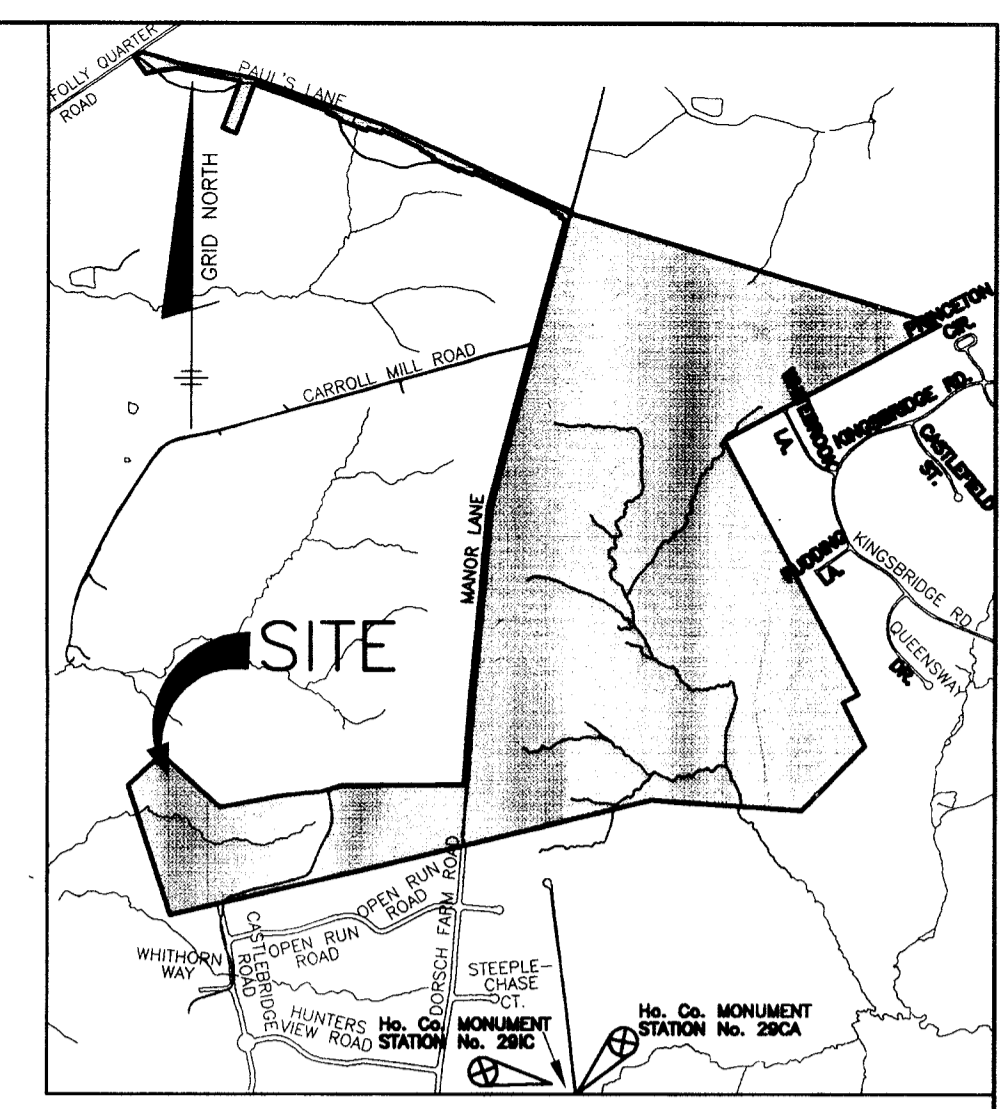 FOLLY QUARTER
ROAD
PAUL'S LANE
GRID NORTH
PRINCETON
CIR.
CARROLL MILL ROAD
LA.
KINGSBRIDGE RD.
CASTLEFIELD
ST.
MANOR LANE
PUDDING
LA.
KINGSBRIDGE RD
QUEENSWAY
DR.
SITE
OPEN RUN
ROAD
OPEN RUN
ROAD
WHITHORN
WAY
CASTLEBRIDGE
ROAD
DORSCH FARM ROAD
STEEPLE-
CHASE
CT.
HUNTERS
VIEW ROAD
Ho. Co. MONUMENT
STATION No. 29IC
Ho. Co. MONUMENT
STATION No. 29CA